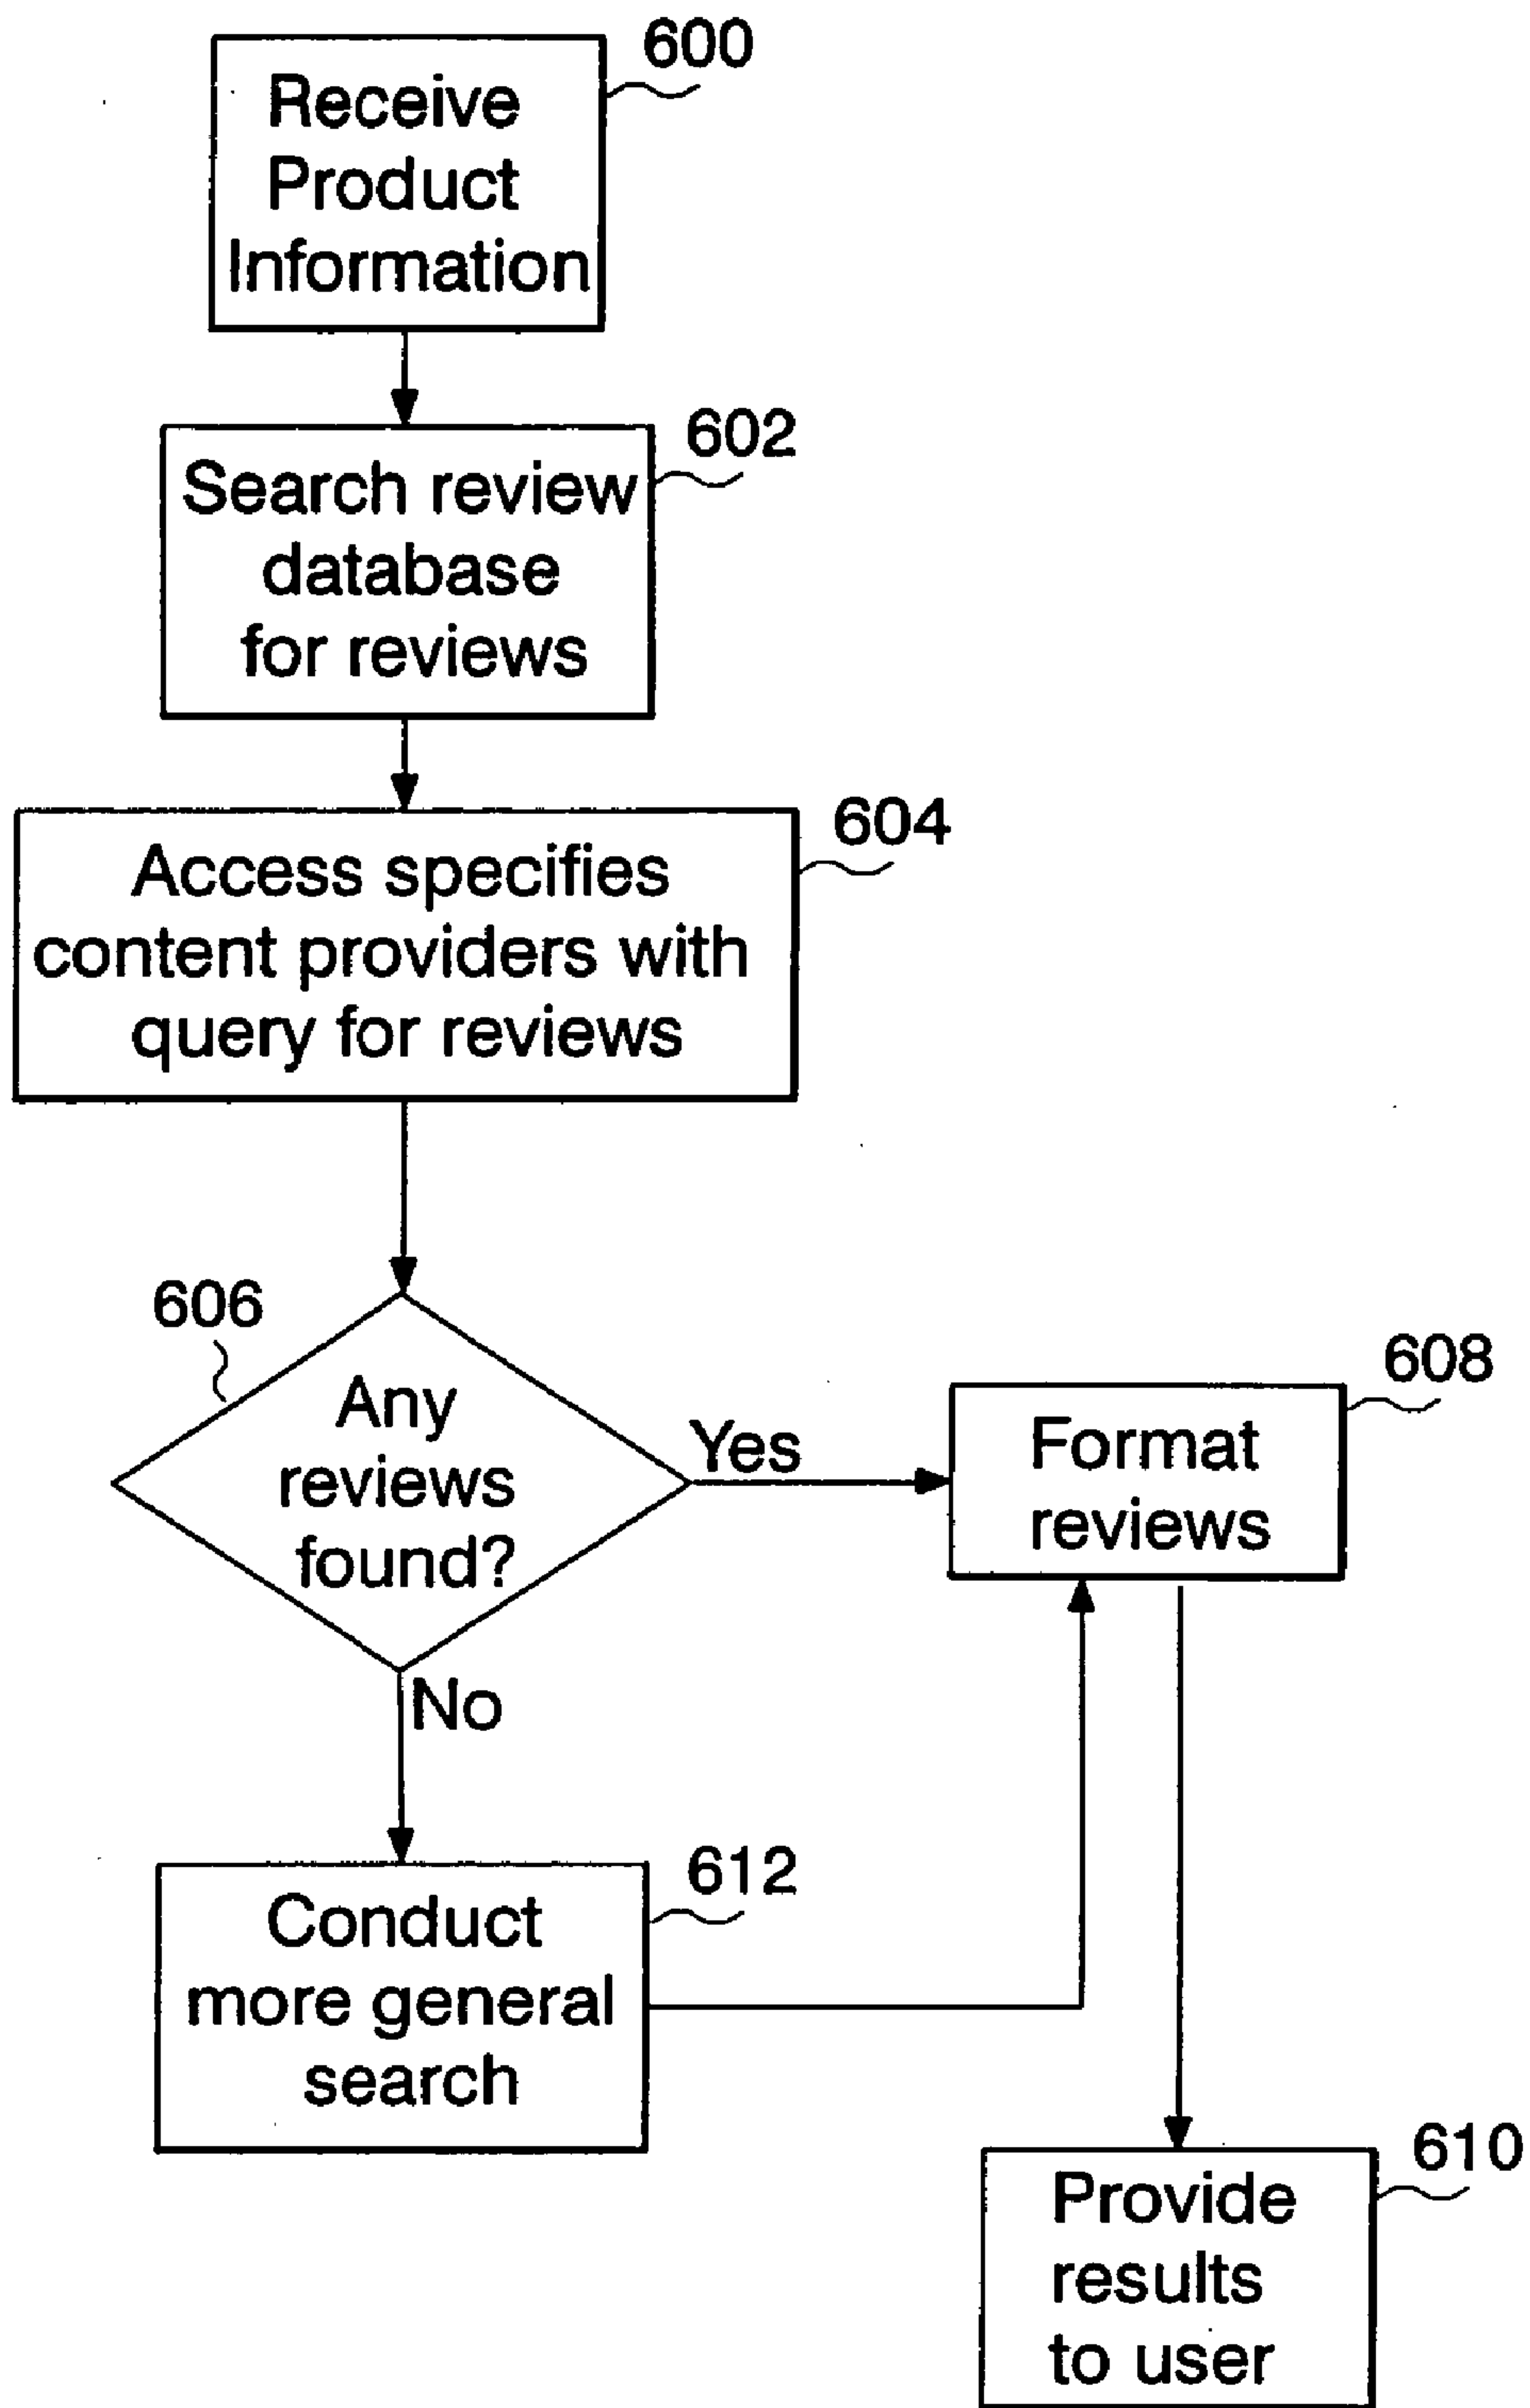 600
Receive
Product
Information
602
Search review
database
for reviews
604
Access specifies
content providers with
query for reviews
606
Any
reviews
found?
Yes
608
Format
reviews
No
612
Conduct
more general
search
610
Provide
results
to user